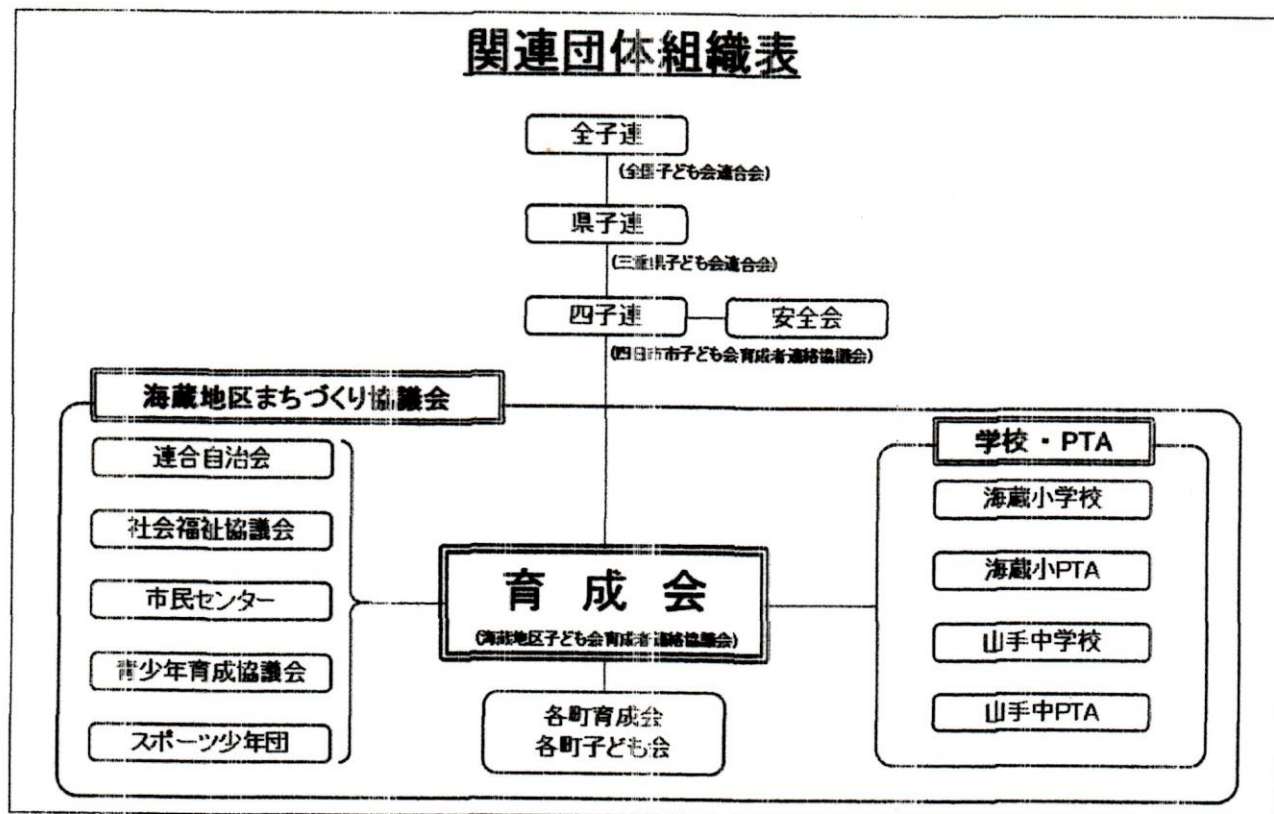 関連団体組織表
全子連
(全国子ども会連合会)
県子連
(三重県子ども会連合会)
四子連
安全会
(四日市市子ども会育成者連絡協議会)
海蔵地区まちづくり協議会
連合自治会
社会福祉協議会
市民センター
青少年育成協議会
スポーツ少年団
育成会
(海蔵地区子ども会育成者連絡協議会)
各町育成会
各町子ども会
学校・PTA
海蔵小学校
海蔵小PTA
山手中学校
山手中PTA